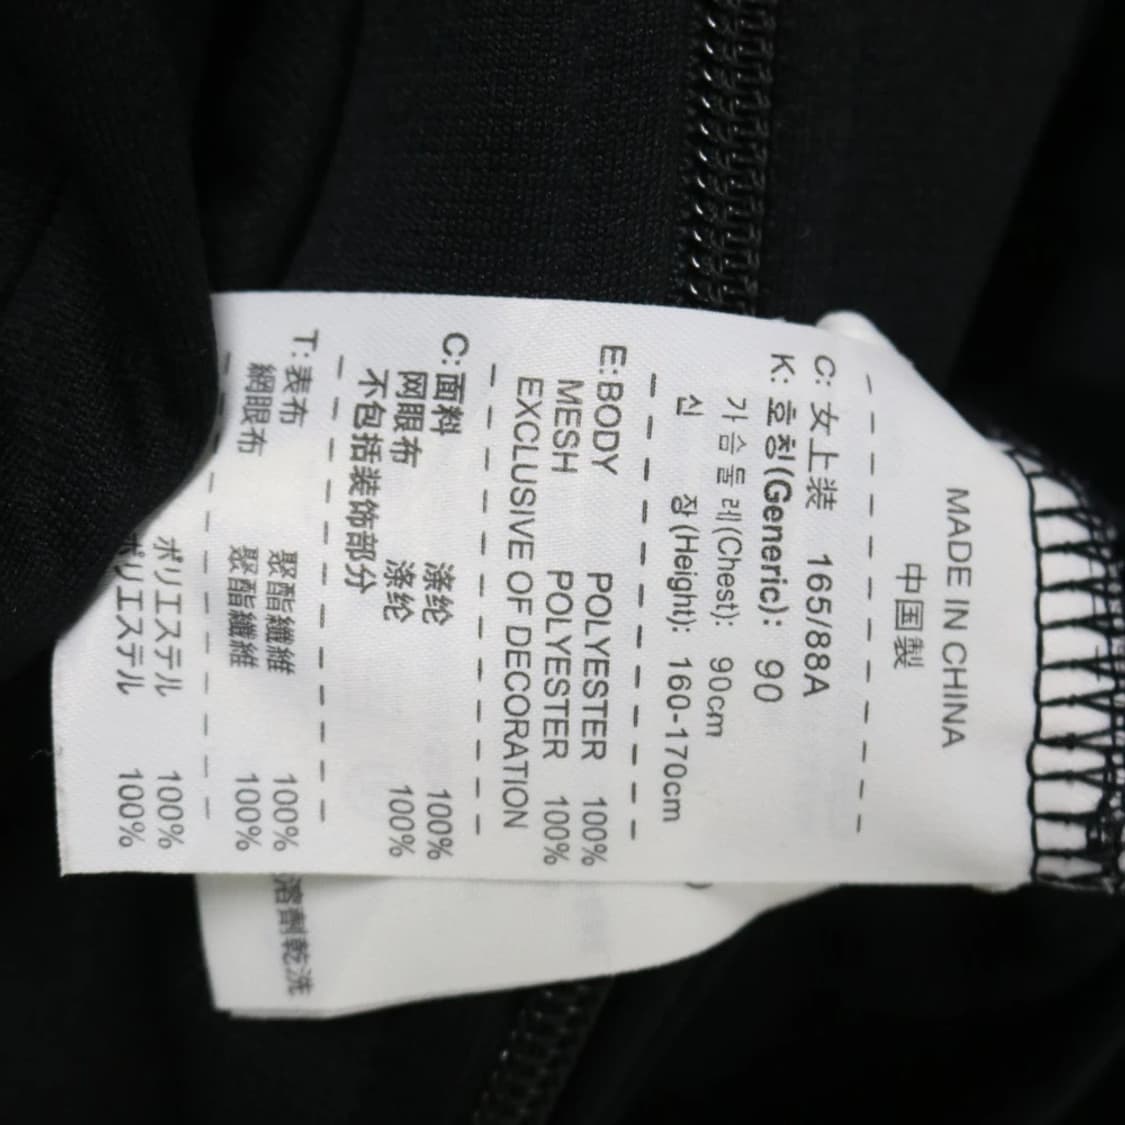 MADE IN CHINA
中国製
- - - - - - - - - - -
C: 女上装 165/88A
K: 호칭(Generic): 90
가슴둘레(Chest): 90cm
신 장(Height): 160-170cm
- - - - - - - - - - -
E: BODY POLYESTER 100%
MESH POLYESTER 100%
EXCLUSIVE OF DECORATION
- - - - - - - - - - -
C: 面料 涤纶 100%
网眼布 涤纶 100%
不包括装饰部分
- - - - - - - - - - -
T: 表布 聚酯纖維 100%
網眼布 聚酯纖維 100%
- - - - - - - - - - -
ポリエステル 100%
ポリエステル 100%
溶劑乾洗